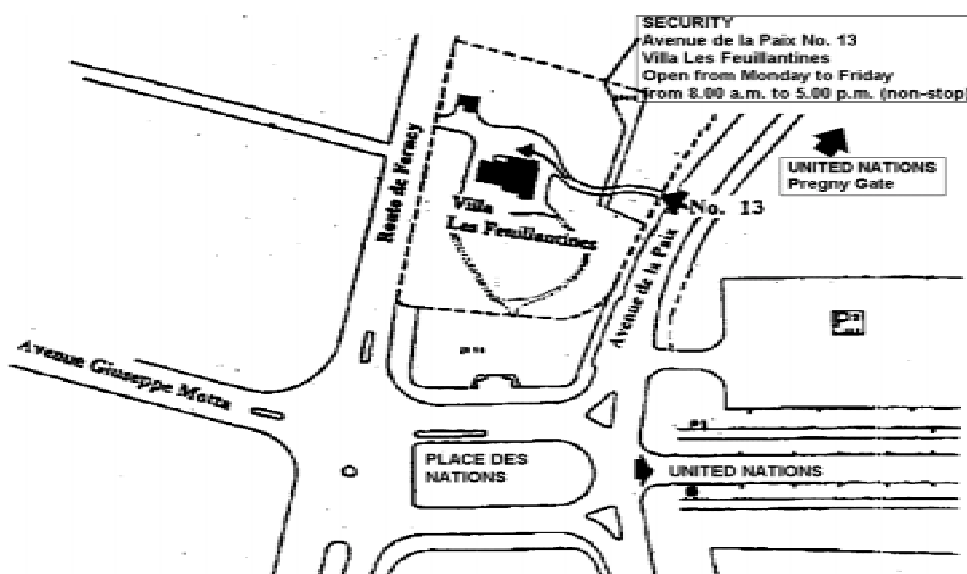 SECURITY
Avenue de la Paix No. 13
Villa Les Feuillantines
Open from Monday to Friday
from 8.00 a.m. to 5.00 p.m. (non-stop)
UNITED NATIONS
Pregny Gate
No. 13
Route de Ferney
Villa
Les Feuillantines
Avenue de la Paix
Avenue Giuseppe Motta
PLACE DES
NATIONS
UNITED NATIONS